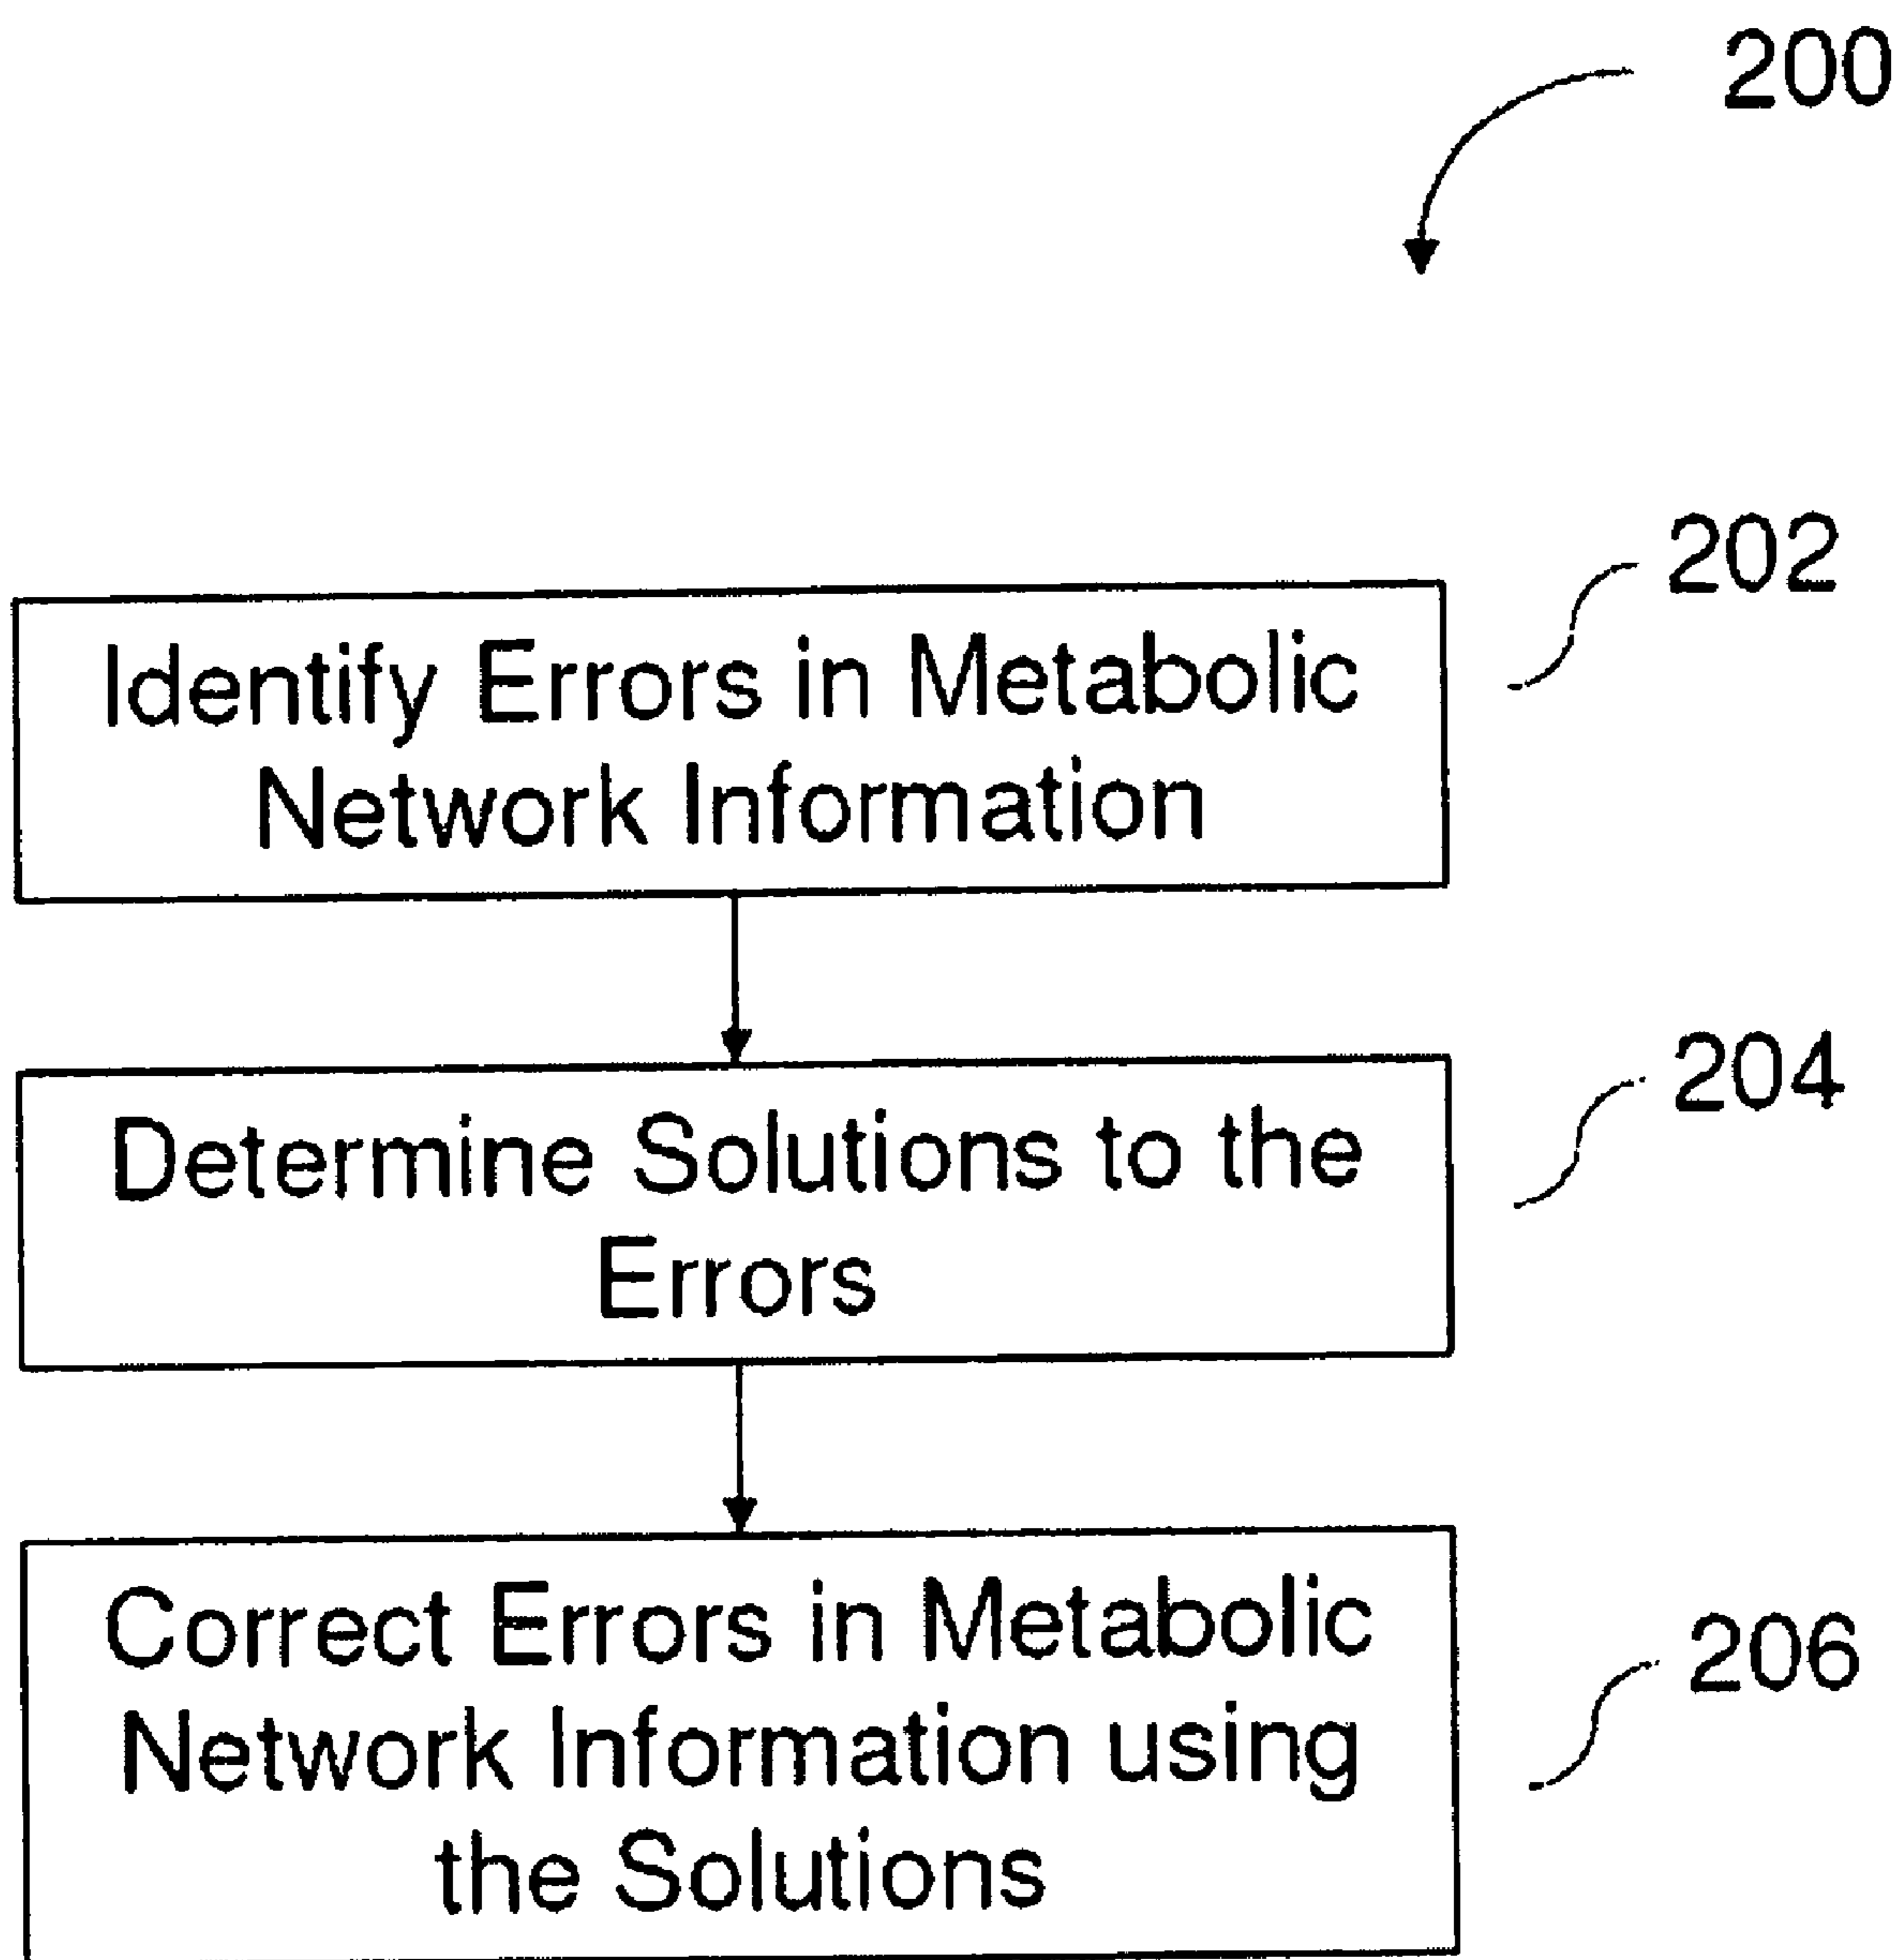 200
202
Identify Errors in Metabolic
Network Information
204
Determine Solutions to the
Errors
206
Correct Errors in Metabolic
Network Information using
the Solutions